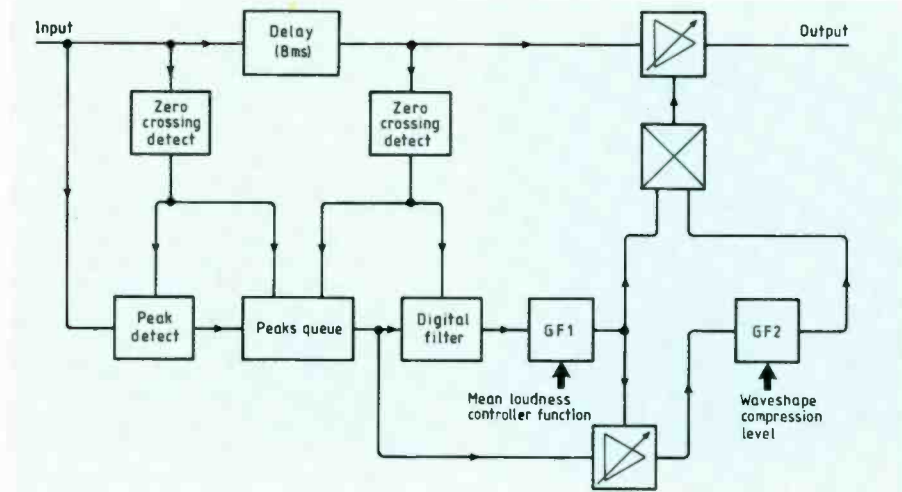 Input
Delay
(8ms)
Output
Zero
crossing
detect
Zero
crossing
detect
Peak
detect
Peaks queue
Digital
filter
GF1
GF2
Mean loudness
controller function
Waveshape
compression
level